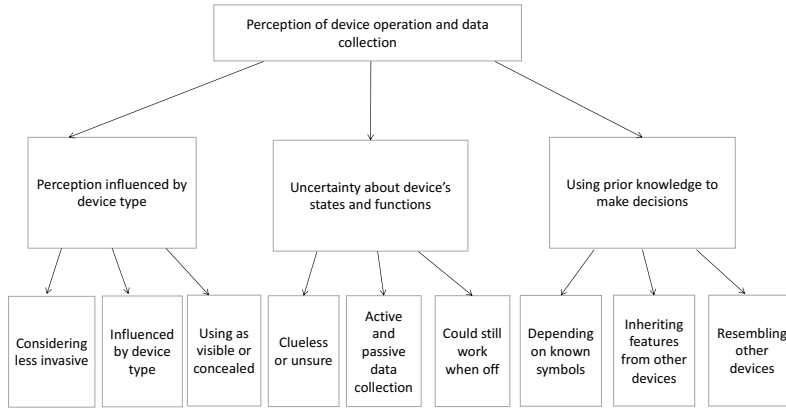 Perception of device operation and data
collection
Perception influenced by
device type
Uncertainty about device's
states and functions
Using prior knowledge to
make decisions
Considering
less invasive
Influenced
by device
type
Using as
visible or
concealed
Clueless
or unsure
Active
and
passive
data
collection
Could still
work
when off
Depending
on known
symbols
Inheriting
features
from other
devices
Resembling
other
devices